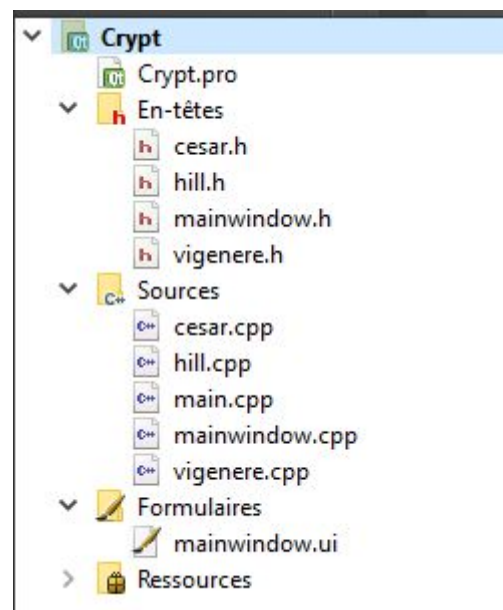 Crypt
Crypt.pro
En-têtes
cesar.h
hill.h
mainwindow.h
vigenere.h
Sources
cesar.cpp
hill.cpp
main.cpp
mainwindow.cpp
vigenere.cpp
Formulaires
mainwindow.ui
Ressources